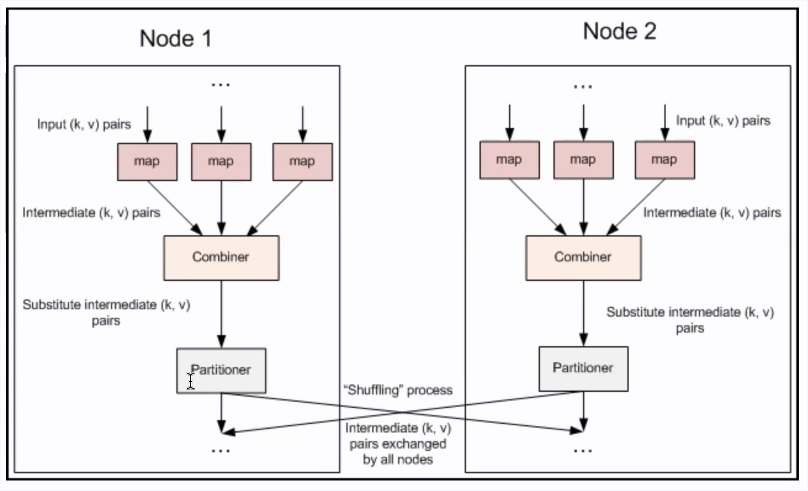 Node 1
Node 2
...
...
Input (k, v) pairs
Input (k, v) pairs
map
map
map
map
map
map
Intermediate (k, v) pairs
Intermediate (k, v) pairs
Combiner
Combiner
Substitute intermediate (k, v)
pairs
Substitute intermediate (k, v)
pairs
Partitioner
Partitioner
“Shuffling” process
Intermediate (k, v)
pairs exchanged
by all nodes
...
...